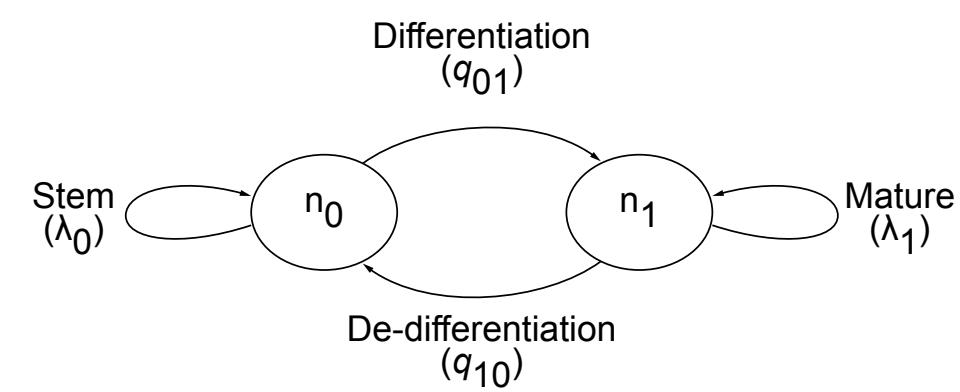 Differentiation
(q01)
Stem
(λ0)
n0
n1
Mature
(λ1)
De-differentiation
(q10)